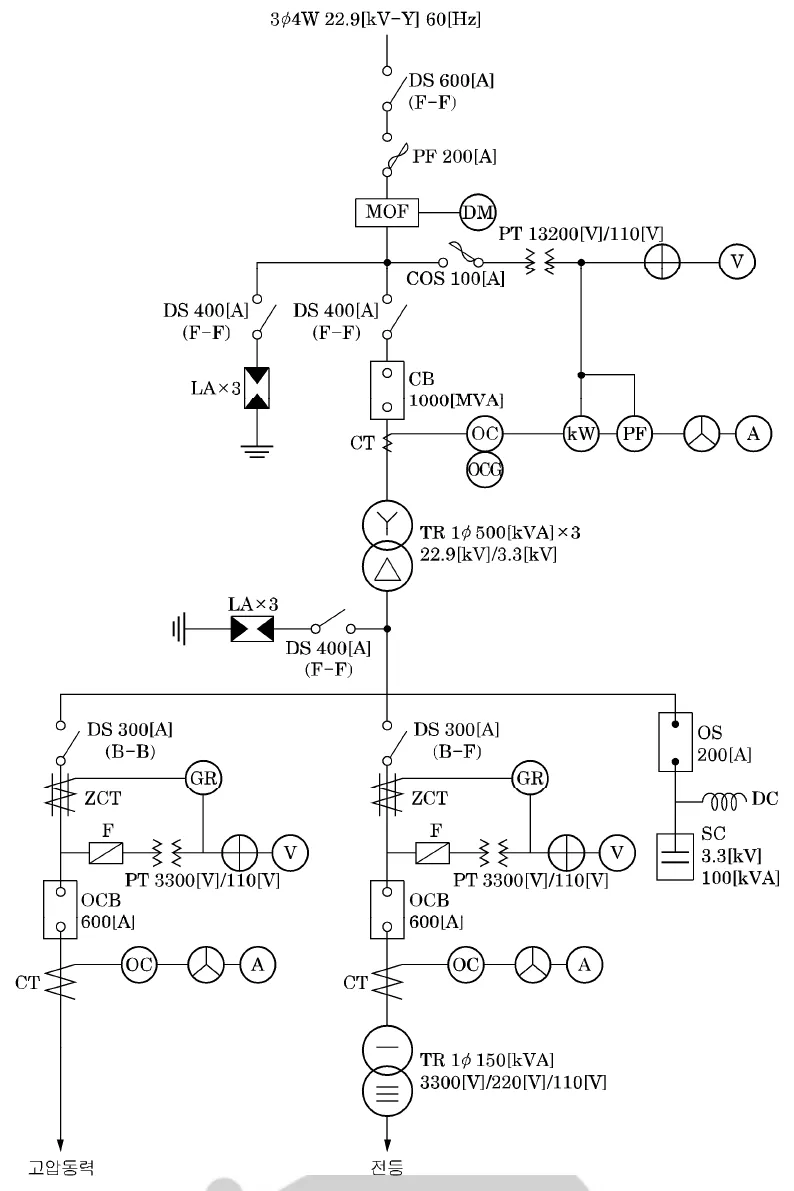 3φ4W 22.9[kV-Y] 60[Hz]
DS 600[A]
(F-F)
PF 200[A]
MOF
DM
PT 13200[V]/110[V]
COS 100[A]
V
DS 400[A]
(F-F)
DS 400[A]
(F-F)
LA×3
CB
1000[MVA]
CT
OC
kW
PF
A
OCG
TR 1φ 500[kVA]×3
22.9[kV]/3.3[kV]
LA×3
DS 400[A]
(F-F)
DS 300[A]
(B-B)
DS 300[A]
(B-F)
OS
200[A]
GR
ZCT
GR
ZCT
DC
F
V
PT 3300[V]/110[V]
F
V
PT 3300[V]/110[V]
SC
3.3[kV]
100[kVA]
OCB
600[A]
OCB
600[A]
CT
OC
A
CT
OC
A
TR 1φ 150[kVA]
3300[V]/220[V]/110[V]
고압동력
전등